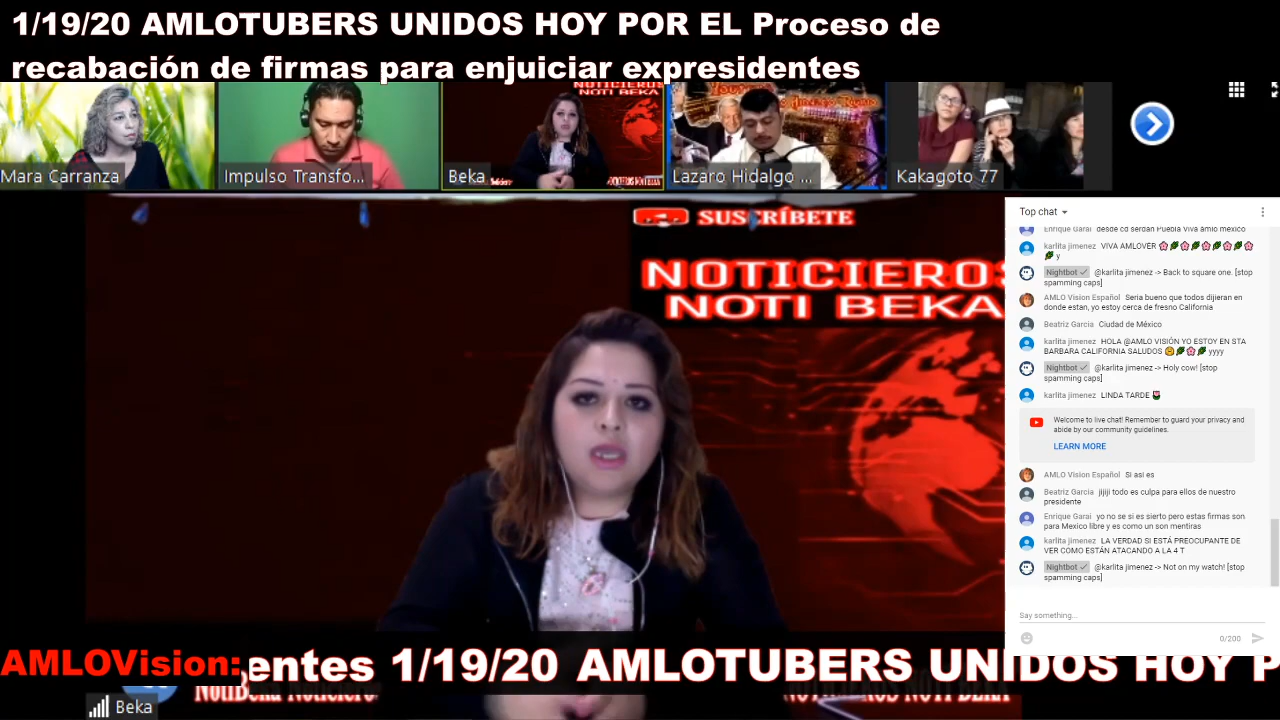 1/19/20 AMLOTUBERS UNIDOS HOY POR EL Proceso de
recabación de firmas para enjuiciar expresidentes
NOTICIEROS
NOTI BEKA
Mara Carranza
Impulso Transfo...
Beka
Lazaro Hidalgo ...
Kakagoto 77
SUSCRÍBETE
NOTICIEROS
NOTI BEKA
Top chat
Enrique Garai desde cd serdan Puebla Viva amlo mexico
karlita jimenez VIVA AMLOVER
y
Nightbot @karlita jimenez -> Back to square one. [stop
spamming caps]
AMLO Vision Español Seria bueno que todos dijieran en
donde estan, yo estoy cerca de fresno California
Beatriz Garcia Ciudad de México
karlita jimenez HOLA @AMLO VISIÓN YO ESTOY EN STA
BARBARA CALIFORNIA SALUDOS yyyy
Nightbot @karlita jimenez -> Holy cow! [stop
spamming caps]
karlita jimenez LINDA TARDE
Welcome to live chat! Remember to guard your privacy and
abide by our community guidelines.
LEARN MORE
AMLO Vision Español Si asi es
Beatriz Garcia jijiji todo es culpa para ellos de nuestro
presidente
Enrique Garai yo no se si es sierto pero estas firmas son
para Mexico libre y es como un son mentiras
karlita jimenez LA VERDAD SI ESTÁ PREOCUPANTE DE
VER COMO ESTÁN ATACANDO A LA 4 T
Nightbot @karlita jimenez -> Not on my watch! [stop
spamming caps]
Say something...
0/200
AMLOVision: entes 1/19/20 AMLOTUBERS UNIDOS HOY P
NotiBeka Noticieros
NOTICIEROS NOTI BEKA
Beka